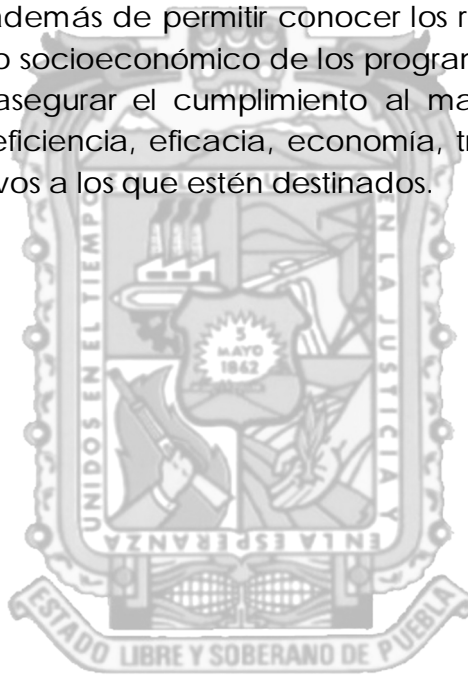 además de permitir conocer los r
o socioeconómico de los progran
asegurar el cumplimiento al ma
eficiencia, eficacia, economía, tr
vos a los que estén destinados.
UNIDOS EN EL TIEMPO
EN LA JUSTICIA Y
5
MAYO
1862
EN LA ESPERANZA
ESTADO LIBRE Y SOBERANO DE PUEBLA